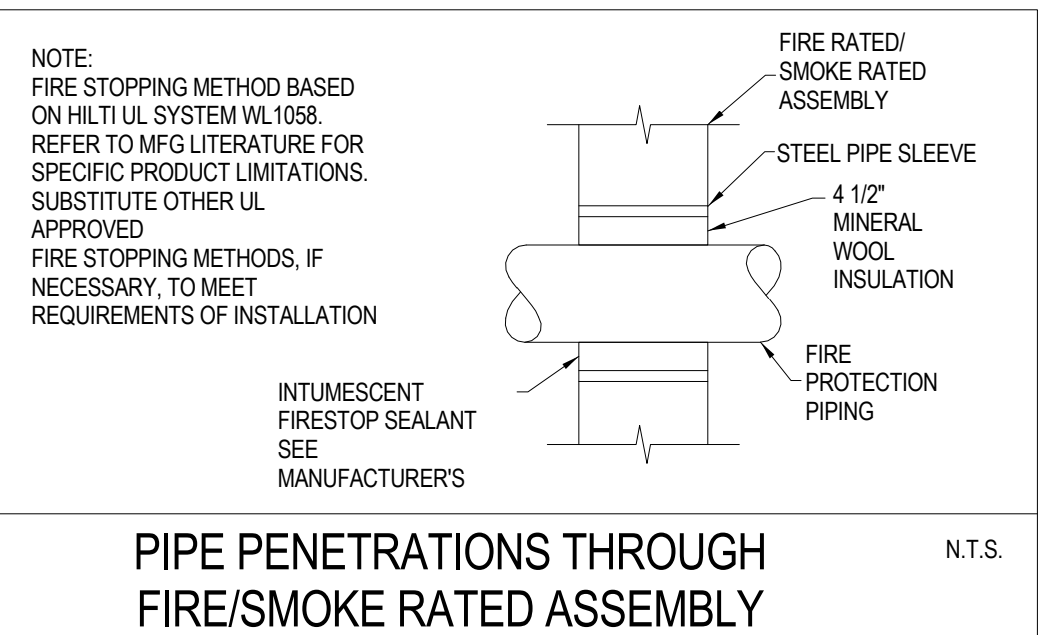 NOTE:
FIRE STOPPING METHOD BASED
ON HILTI UL SYSTEM WL1058.
REFER TO MFG LITERATURE FOR
SPECIFIC PRODUCT LIMITATIONS.
SUBSTITUTE OTHER UL
APPROVED
FIRE STOPPING METHODS, IF
NECESSARY, TO MEET
REQUIREMENTS OF INSTALLATION
FIRE RATED/
SMOKE RATED
ASSEMBLY
STEEL PIPE SLEEVE
4 1/2"
MINERAL
WOOL
INSULATION
FIRE
PROTECTION
PIPING
INTUMESCENT
FIRESTOP SEALANT
SEE
MANUFACTURER'S
PIPE PENETRATIONS THROUGH
FIRE/SMOKE RATED ASSEMBLY
N.T.S.